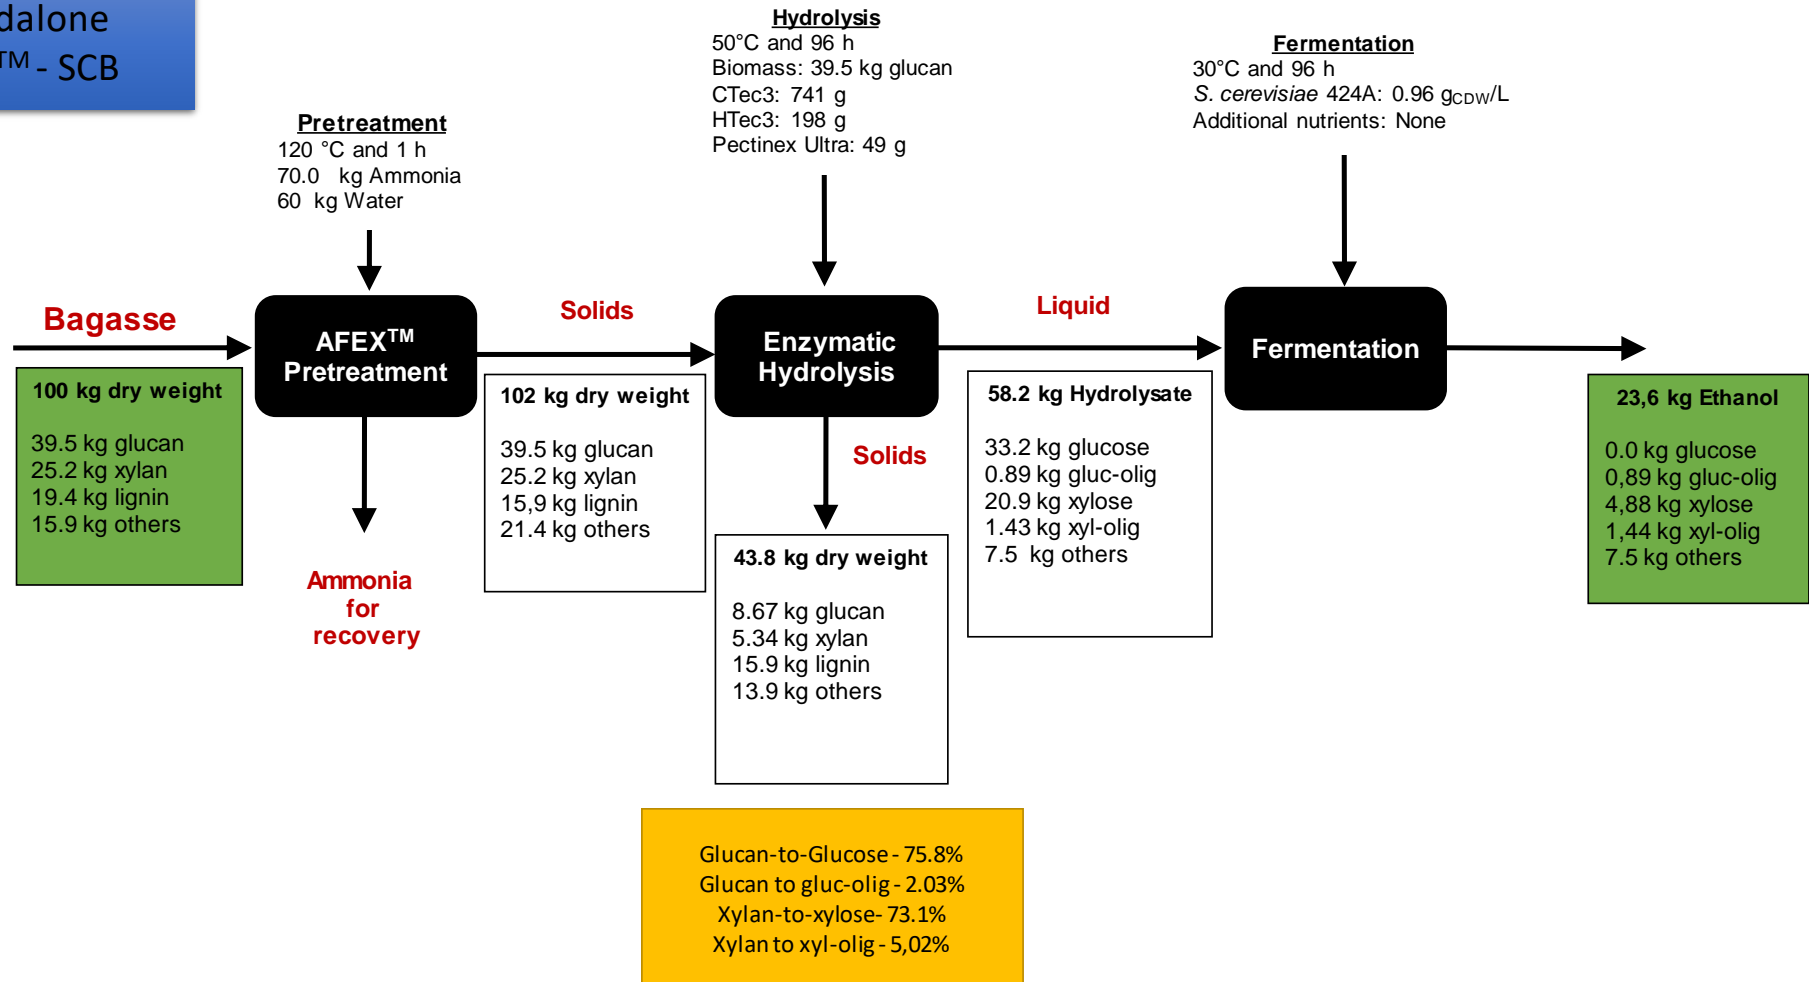 dalone
TM - SCB
Pretreatment
120 °C and 1 h
70.0 kg Ammonia
60 kg Water
Hydrolysis
50°C and 96 h
Biomass: 39.5 kg glucan
CTec3: 741 g
HTec3: 198 g
Pectinex Ultra: 49 g
Fermentation
30°C and 96 h
S. cerevisiae 424A: 0.96 gCDW/L
Additional nutrients: None
Bagasse
AFEXTM
Pretreatment
Solids
Enzymatic
Hydrolysis
Liquid
Fermentation
100 kg dry weight
39.5 kg glucan
25.2 kg xylan
19.4 kg lignin
15.9 kg others
Ammonia
for
recovery
102 kg dry weight
39.5 kg glucan
25.2 kg xylan
15,9 kg lignin
21.4 kg others
Solids
43.8 kg dry weight
8.67 kg glucan
5.34 kg xylan
15.9 kg lignin
13.9 kg others
58.2 kg Hydrolysate
33.2 kg glucose
0.89 kg gluc-olig
20.9 kg xylose
1.43 kg xyl-olig
7.5 kg others
23,6 kg Ethanol
0.0 kg glucose
0,89 kg gluc-olig
4,88 kg xylose
1,44 kg xyl-olig
7.5 kg others
Glucan-to-Glucose - 75.8%
Glucan to gluc-olig - 2.03%
Xylan-to-xylose- 73.1%
Xylan to xyl-olig - 5,02%